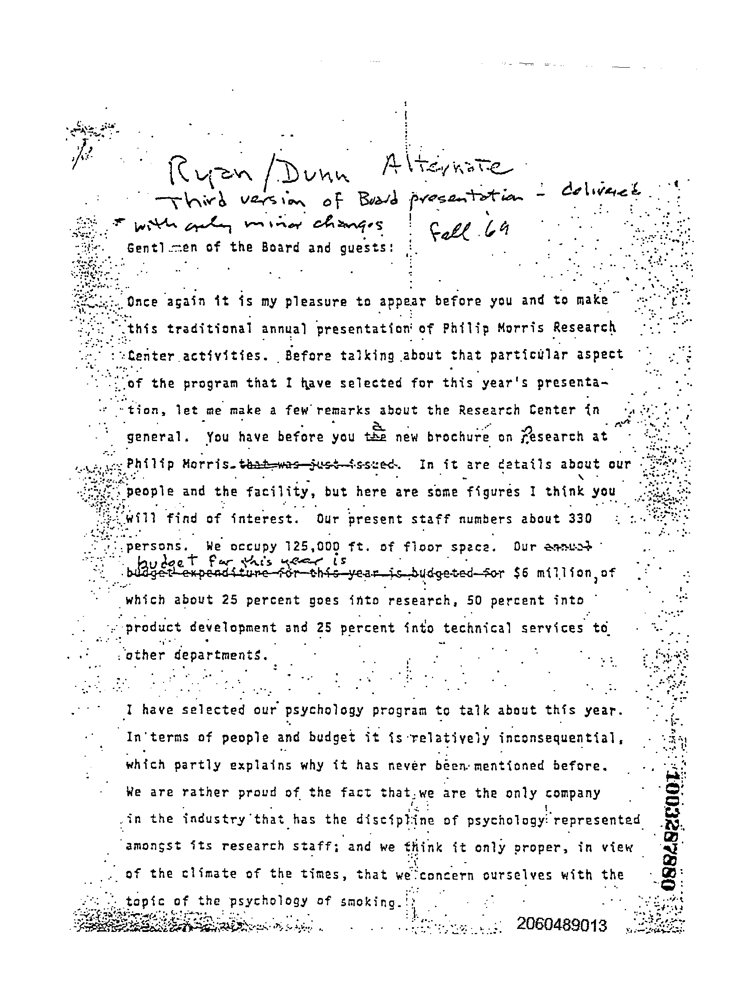 Ryan/Dunn Alternate
Third version of Board presentation - delivered
with only minor changes
Fall '69
Gentlemen of the Board and guests:
Once again it is my pleasure to appear before you and to make
this traditional annual presentation of Philip Morris Research
Center activities. Before talking about that particular aspect
of the program that I have selected for this year's presenta-
tion, let me make a few remarks about the Research Center in
a
general. You have before you the new brochure on Research at
Philip Morris that was just issued. In it are details about our
people and the facility, but here are some figures I think you
will find of interest. Our present staff numbers about 330
persons. We occupy 125,000 ft. of floor space. Our annual
budget for this year is
budget expenditure for this year is budgeted for $6 million, of
which about 25 percent goes into research, 50 percent into
product development and 25 percent into technical services to
other departments.
I have selected our psychology program to talk about this year.
In terms of people and budget it is relatively inconsequential,
which partly explains why it has never been mentioned before.
We are rather proud of the fact that we are the only company
in the industry that has the discipline of psychology represented
amongst its research staff; and we think it only proper, in view
of the climate of the times, that we concern ourselves with the
topic of the psychology of smoking.
1003287880
2060489013